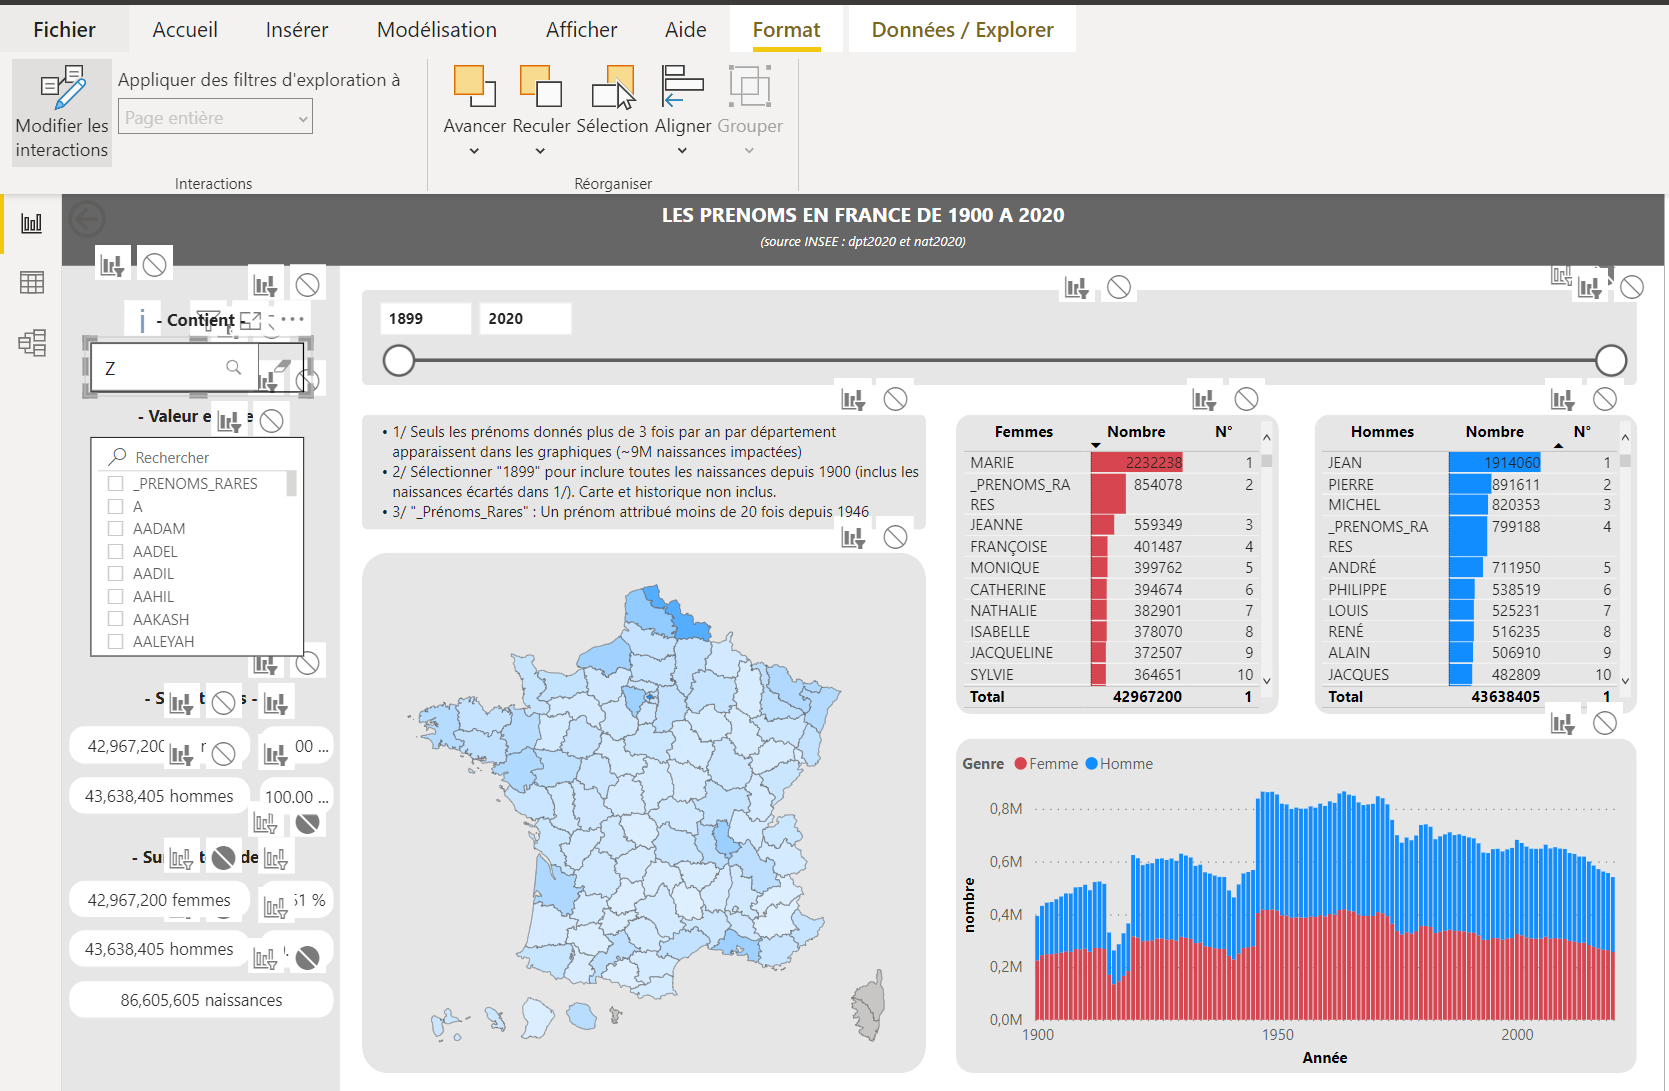 Fichier Accueil Insérer Modélisation Afficher Aide Format Données / Explorer
Modifier les interactions
Appliquer des filtres d'exploration à
Page entière
Interactions
Avancer Reculer Sélection Aligner Grouper
Réorganiser
LES PRENOMS EN FRANCE DE 1900 A 2020
(source INSEE : dpt2020 et nat2020)
- Contient -
Z
- Valeur e
Rechercher
_PRENOMS_RARES
A
AADAM
AADEL
AADIL
AAHIL
AAKASH
AALEYAH
- S t s -
42,967,200 00 ...
43,638,405 hommes 100.00 ...
- Su t de
42,967,200 femmes 51 %
43,638,405 hommes
86,605,605 naissances
1899 2020
• 1/ Seuls les prénoms donnés plus de 3 fois par an par département
apparaissent dans les graphiques (~9M naissances impactées)
• 2/ Sélectionner "1899" pour inclure toutes les naissances depuis 1900 (inclus les
naissances écartés dans 1/). Carte et historique non inclus.
• 3/ "_Prénoms_Rares" : Un prénom attribué moins de 20 fois depuis 1946
Femmes Nombre N°
MARIE 2232238 1
_PRENOMS_RA 854078 2
RES
JEANNE 559349 3
FRANÇOISE 401487 4
MONIQUE 399762 5
CATHERINE 394674 6
NATHALIE 382901 7
ISABELLE 378070 8
JACQUELINE 372507 9
SYLVIE 364651 10
Total 42967200 1
Hommes Nombre N°
JEAN 1914060 1
PIERRE 891611 2
MICHEL 820353 3
_PRENOMS_RA 799188 4
RES
ANDRÉ 711950 5
PHILIPPE 538519 6
LOUIS 525231 7
RENÉ 516235 8
ALAIN 506910 9
JACQUES 482809 10
Total 43638405 1
Genre Femme Homme
nombre
0,8M
0,6M
0,4M
0,2M
0,0M
1900 1950 2000
Année